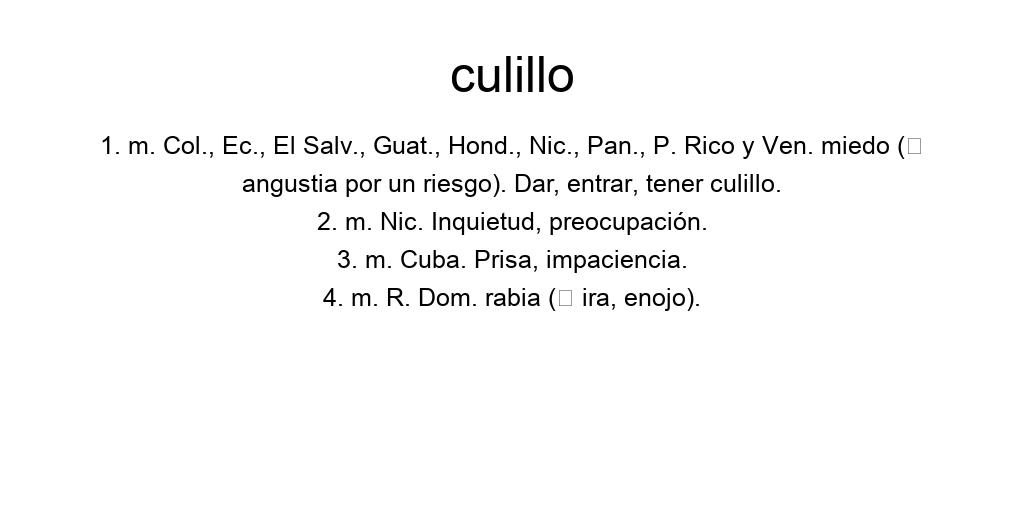 culillo
1. m. Col., Ec., El Salv., Guat., Hond., Nic., Pan., P. Rico y Ven. miedo (□
angustia por un riesgo). Dar, entrar, tener culillo.
2. m. Nic. Inquietud, preocupación.
3. m. Cuba. Prisa, impaciencia.
4. m. R. Dom. rabia (□ ira, enojo).